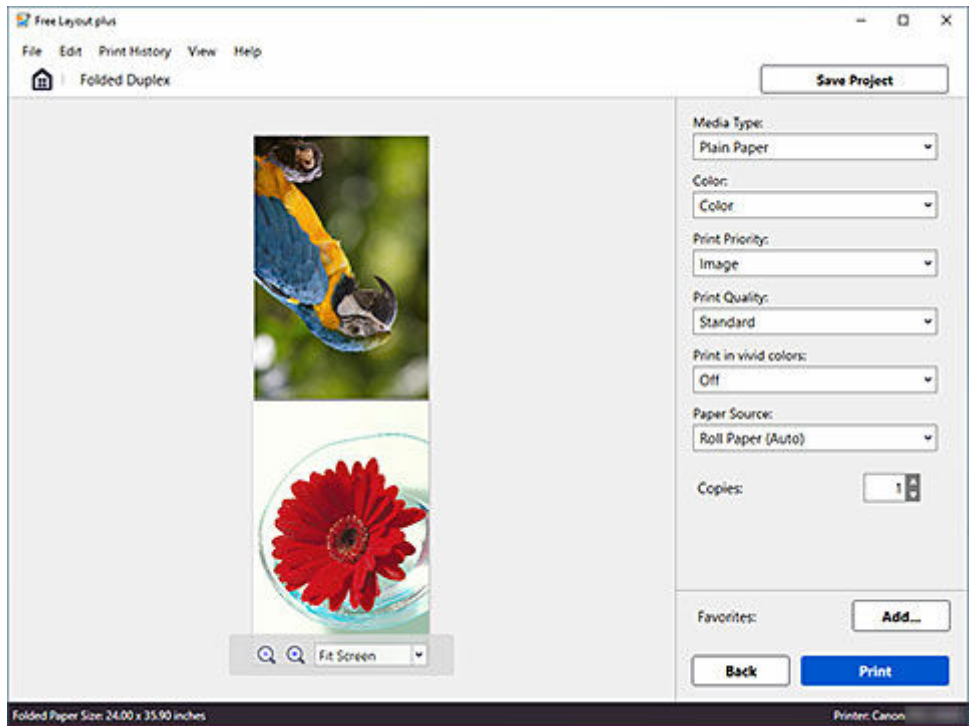 Free Layout plus
File Edit Print History View Help
Folded Duplex
Save Project
Media Type:
Plain Paper
Color:
Color
Print Priority:
Image
Print Quality:
Standard
Print in vivid colors:
Off
Paper Source:
Roll Paper (Auto)
Copies: 1
Favorites: Add...
Fit Screen
Back Print
Folded Paper Size: 24.00 x 35.90 inches Printer: Canon